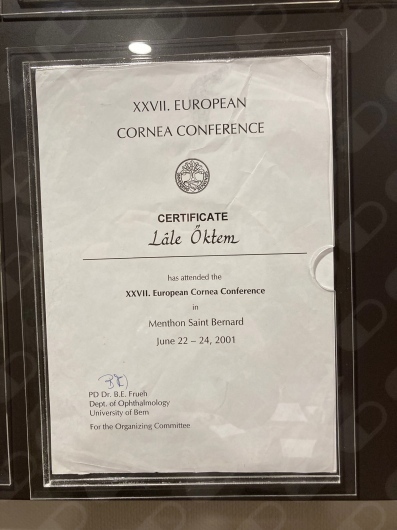 XXVII. EUROPEAN
CORNEA CONFERENCE
CERTIFICATE
Lâle Őktem
has attended the
XXVII. European Cornea Conference
in
Menthon Saint Bernard
June 22 – 24, 2001
PD Dr. B.E. Frueh
Dept. of Ophthalmology
University of Bern
For the Organizing Committee